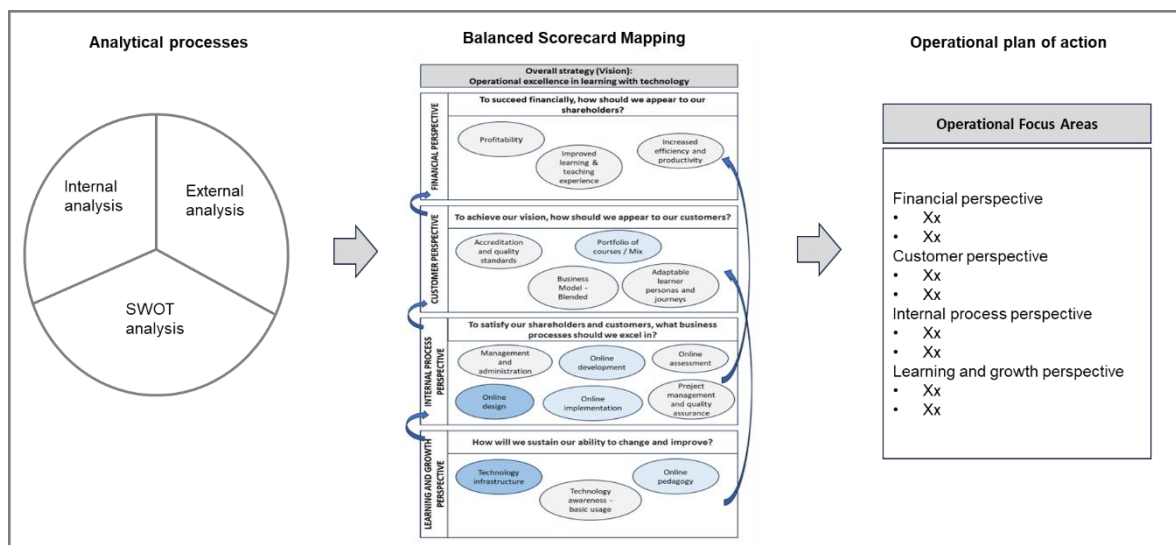 Analytical processes
Internal
analysis
External
analysis
SWOT
analysis
Balanced Scorecard Mapping
Overall strategy (Vision):
Operational excellence in learning with technology
FINANCIAL PERSPECTIVE
To succeed financially, how should we appear to our
shareholders?
Profitability
Improved
learning &
teaching
experience
Increased
efficiency and
productivity
CUSTOMER PERSPECTIVE
To achieve our vision, how should we appear to our customers?
Accreditation
and quality
standards
Portfolio of
courses / Mix
Business
Model -
Blended
Adaptable
learner
personas and
journeys
INTERNAL PROCESS
PERSPECTIVE
To satisfy our shareholders and customers, what business
processes should we excel in?
Management
and
administration
Online
development
Online
assessment
Online
design
Online
implementation
Project
management
and quality
assurance
LEARNING AND GROWTH
PERSPECTIVE
How will we sustain our ability to change and improve?
Technology
infrastructure
Technology
awareness -
basic usage
Online
pedagogy
Operational plan of action
Operational Focus Areas
Financial perspective
• Xx
• Xx
Customer perspective
• Xx
• Xx
Internal process perspective
• Xx
• Xx
Learning and growth perspective
• Xx
• Xx